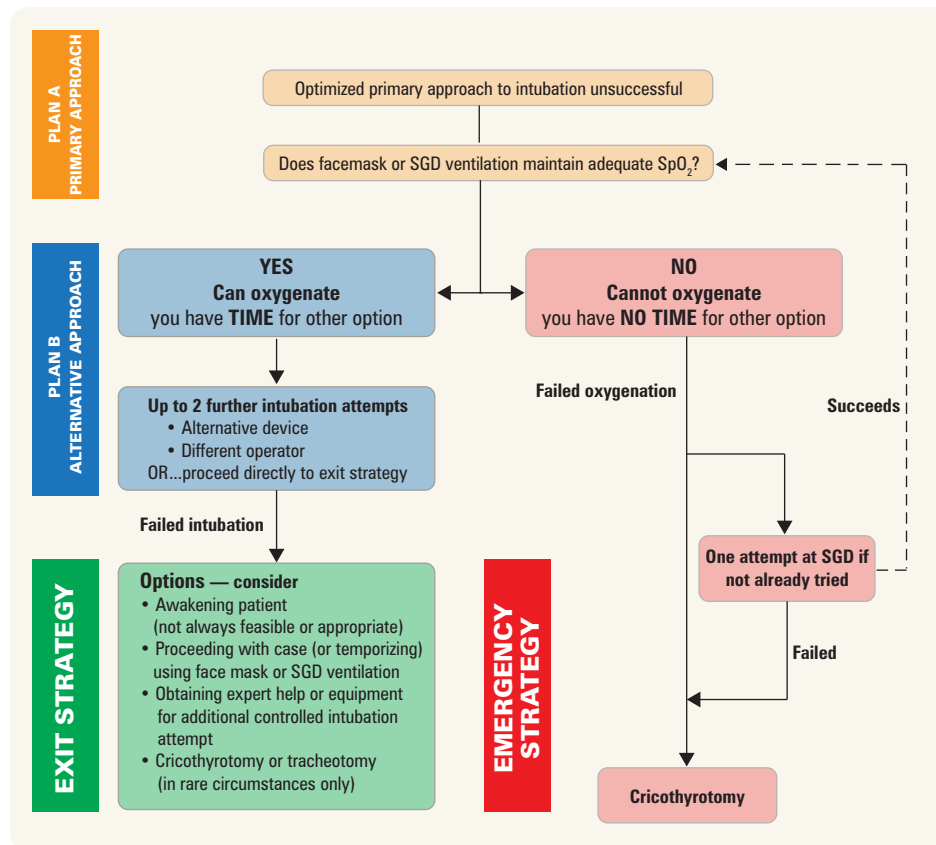 PLAN A
PRIMARY APPROACH
Optimized primary approach to intubation unsuccessful
Does facemask or SGD ventilation maintain adequate SpO₂?
PLAN B
ALTERNATIVE APPROACH
YES
Can oxygenate
you have TIME for other option
NO
Cannot oxygenate
you have NO TIME for other option
Up to 2 further intubation attempts
• Alternative device
• Different operator
OR...proceed directly to exit strategy
Failed oxygenation
Succeeds
Failed intubation
EXIT STRATEGY
Options — consider
• Awakening patient
(not always feasible or appropriate)
• Proceeding with case (or temporizing)
using face mask or SGD ventilation
• Obtaining expert help or equipment
for additional controlled intubation
attempt
• Cricothyrotomy or tracheotomy
(in rare circumstances only)
EMERGENCY
STRATEGY
One attempt at SGD if
not already tried
Failed
Cricothyrotomy